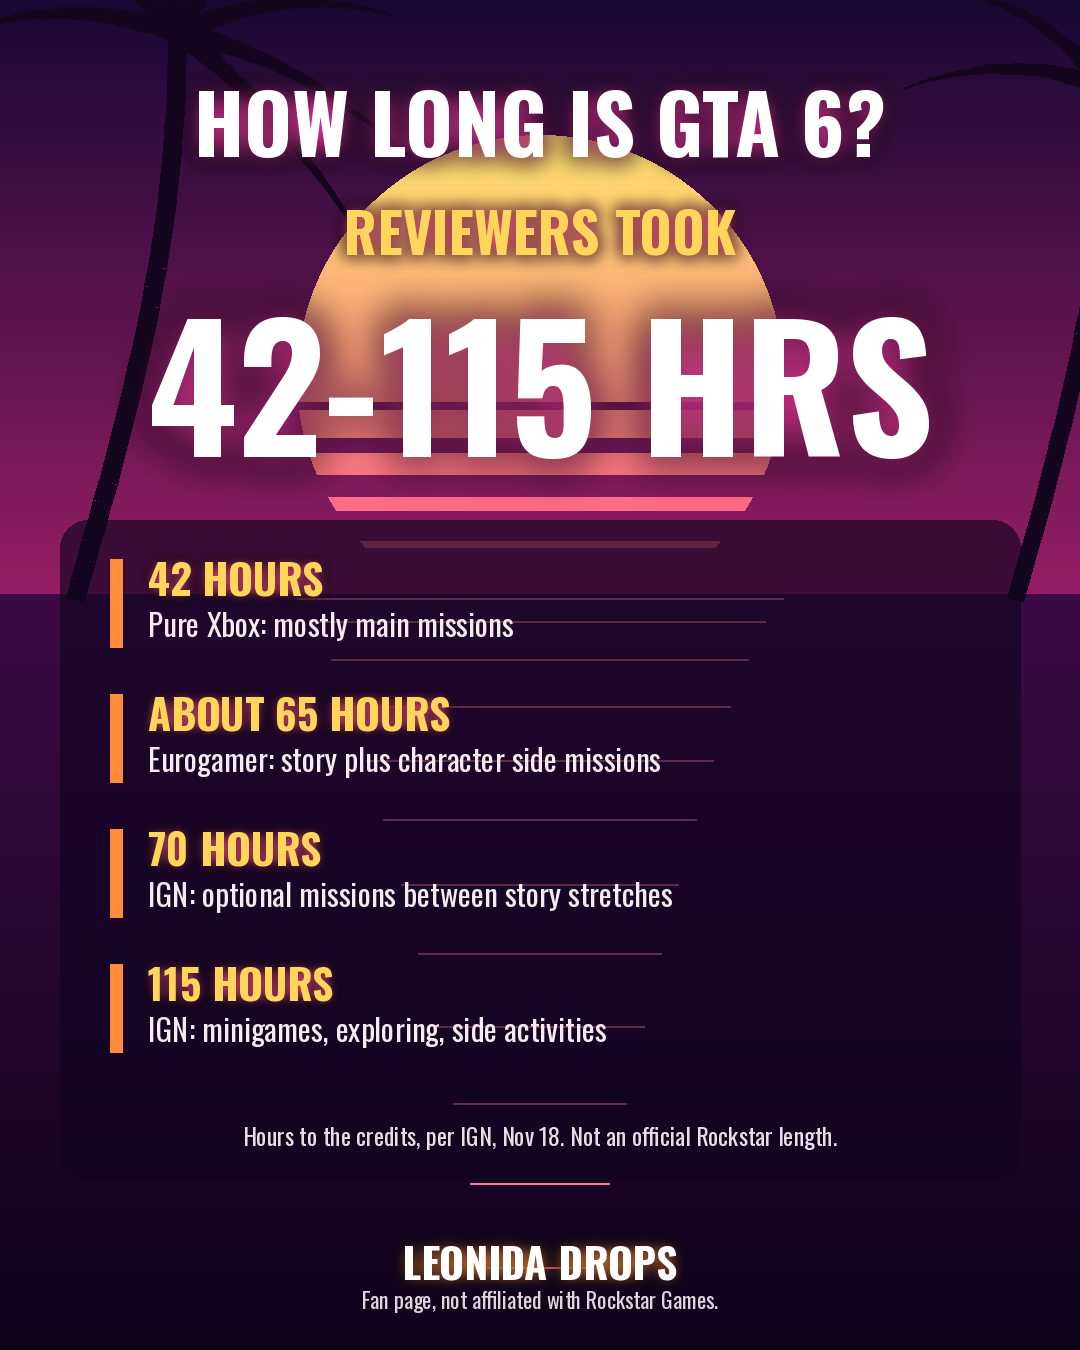 HOW LONG IS GTA 6?
REVIEWERS TOOK
42-115 HRS
42 HOURS
Pure Xbox: mostly main missions
ABOUT 65 HOURS
Eurogamer: story plus character side missions
70 HOURS
IGN: optional missions between story stretches
115 HOURS
IGN: minigames, exploring, side activities
Hours to the credits, per IGN, Nov 18. Not an official Rockstar length.
LEONIDA DROPS
Fan page, not affiliated with Rockstar Games.